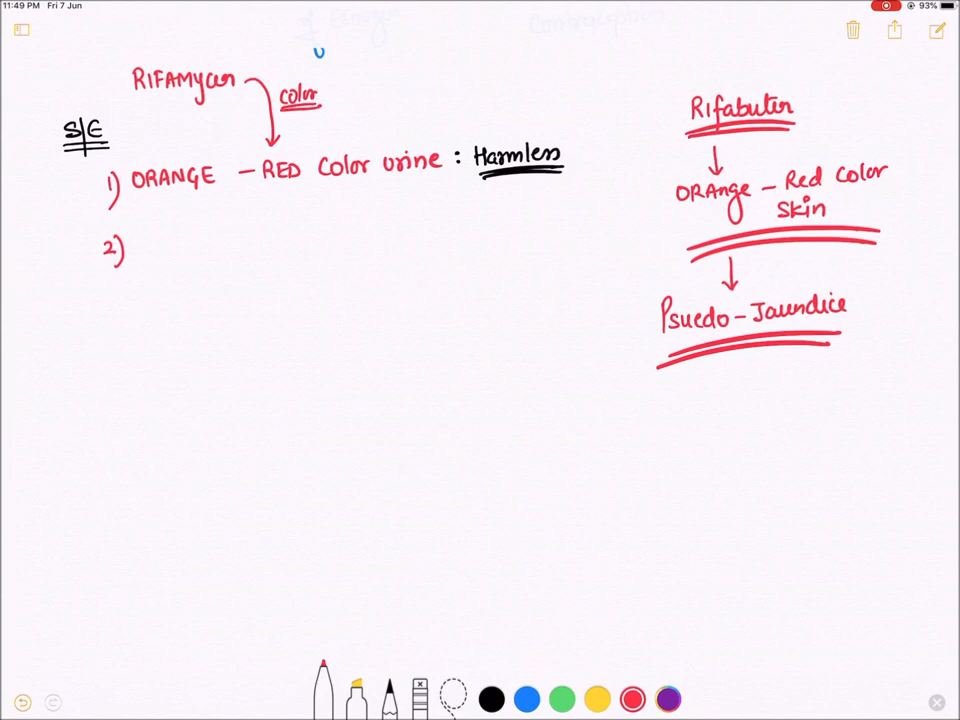 11:49 PM Fri 7 Jun
93%
RIFAMycin
color
S/E
1) ORANGE - RED Color urine : Harmless
2)
Rifabutin
↓
ORAnge - Red Color
Skin
↓
Psuedo - Jaundice